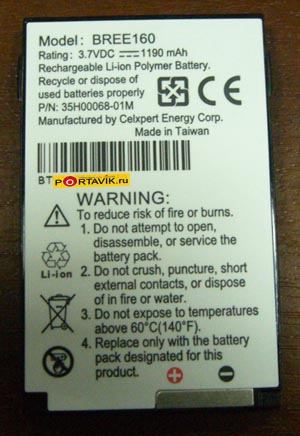 Model: BREE160
Rating: 3.7VDC 1190 mAh
Rechargeable Li-ion Polymer Battery.
Recycle or dispose of
used batteries properly.
P/N: 35H00068-01M
Manufactured by Celxpert Energy Corp.
Made in Taiwan
BT
PORTAVIK.ru
WARNING:
To reduce risk of fire or burns.
1. Do not attempt to open,
disassemble, or service the
battery pack.
2. Do not crush, puncture, short
external contacts, or dispose
of in fire or water.
3. Do not expose to temperatures
above 60°C(140°F).
4. Replace only with the battery
pack designated for this
product.
Li-ion
+ −